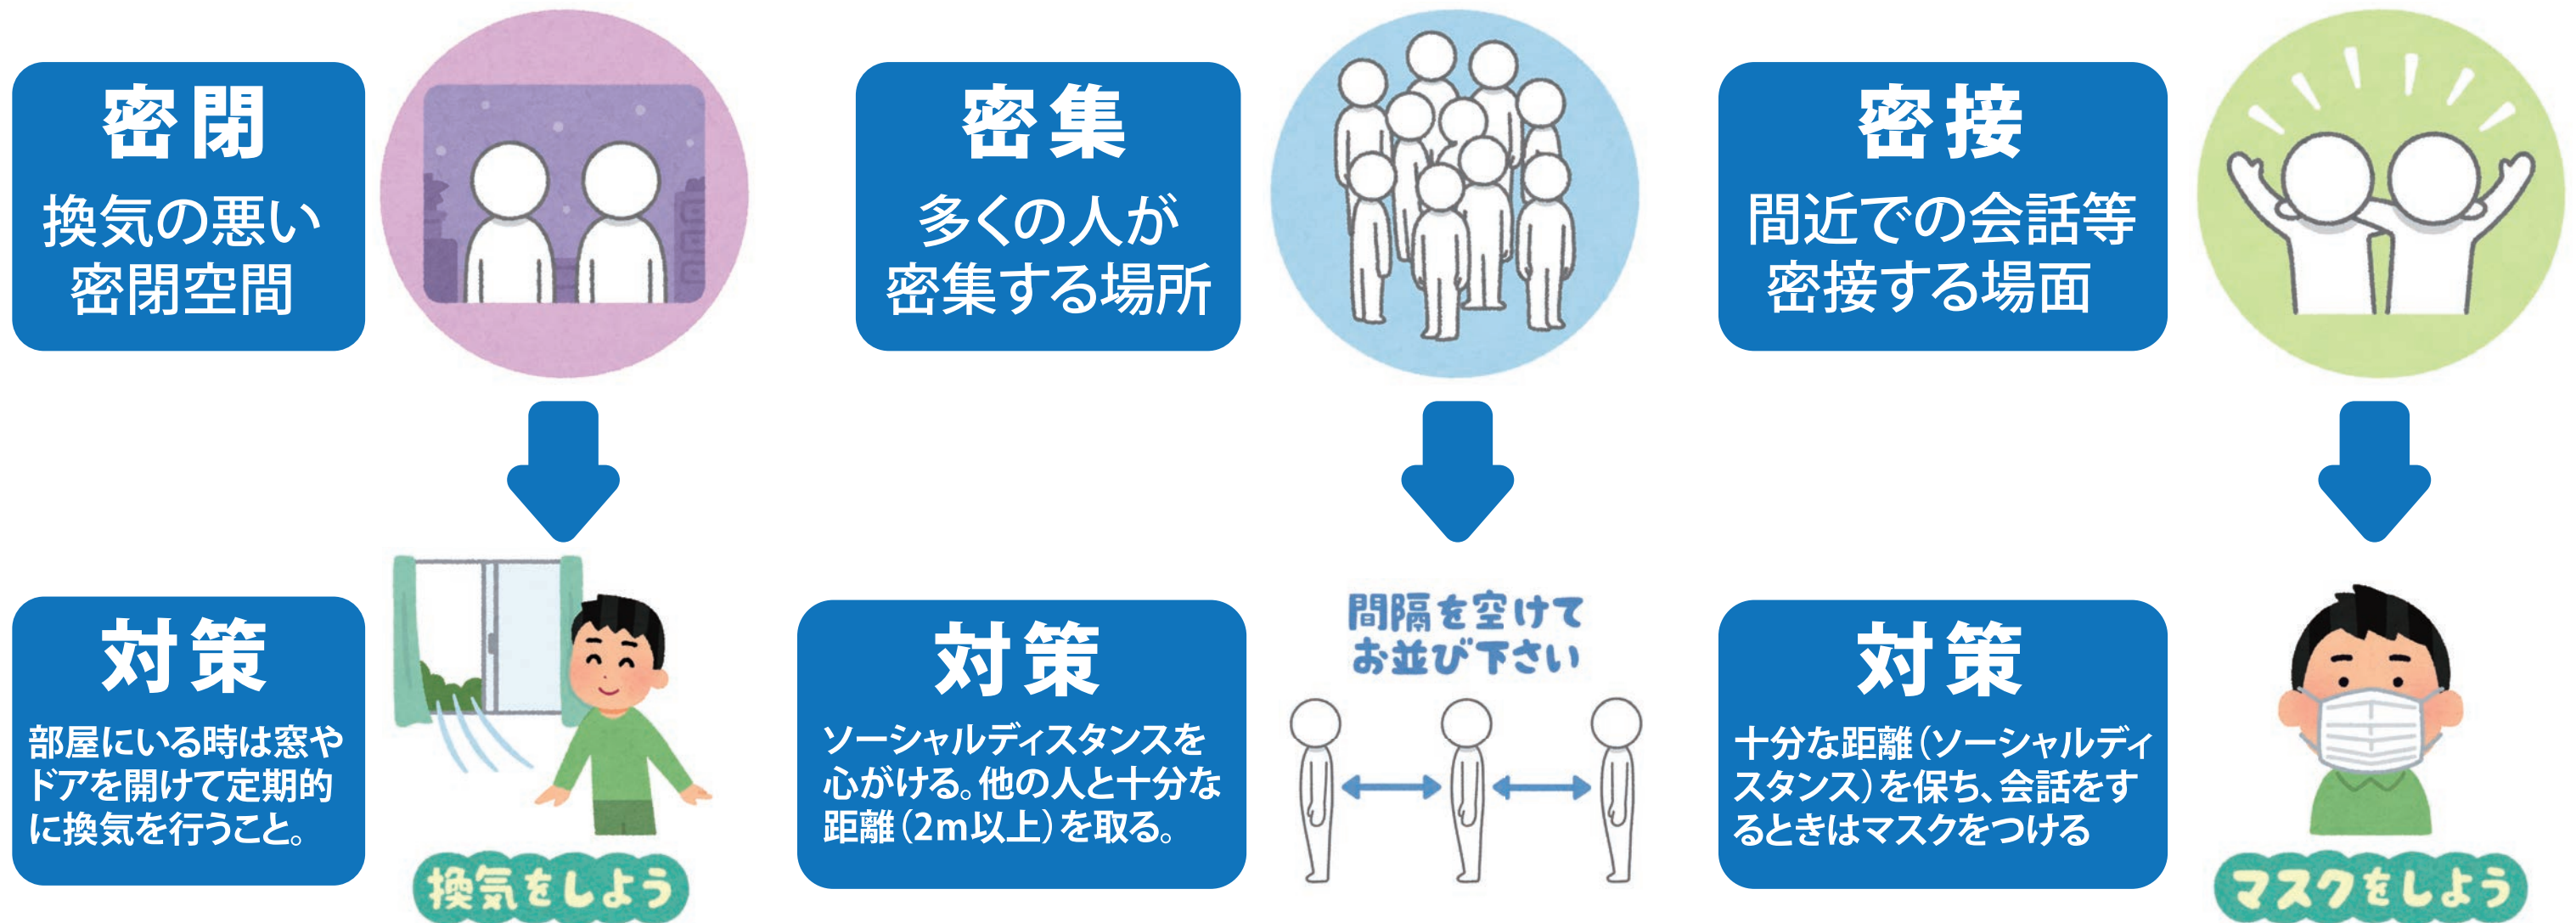 密閉
換気の悪い
密閉空間
密集
多くの人が
密集する場所
密接
間近での会話等
密接する場面
対策
部屋にいる時は窓や
ドアを開けて定期的
に換気を行うこと。
換気をしよう
対策
ソーシャルディスタンスを
心がける。他の人と十分な
距離(2m以上)を取る。
間隔を空けて
お並び下さい
対策
十分な距離(ソーシャルディ
スタンス)を保ち、会話をす
るときはマスクをつける
マスクをしよう